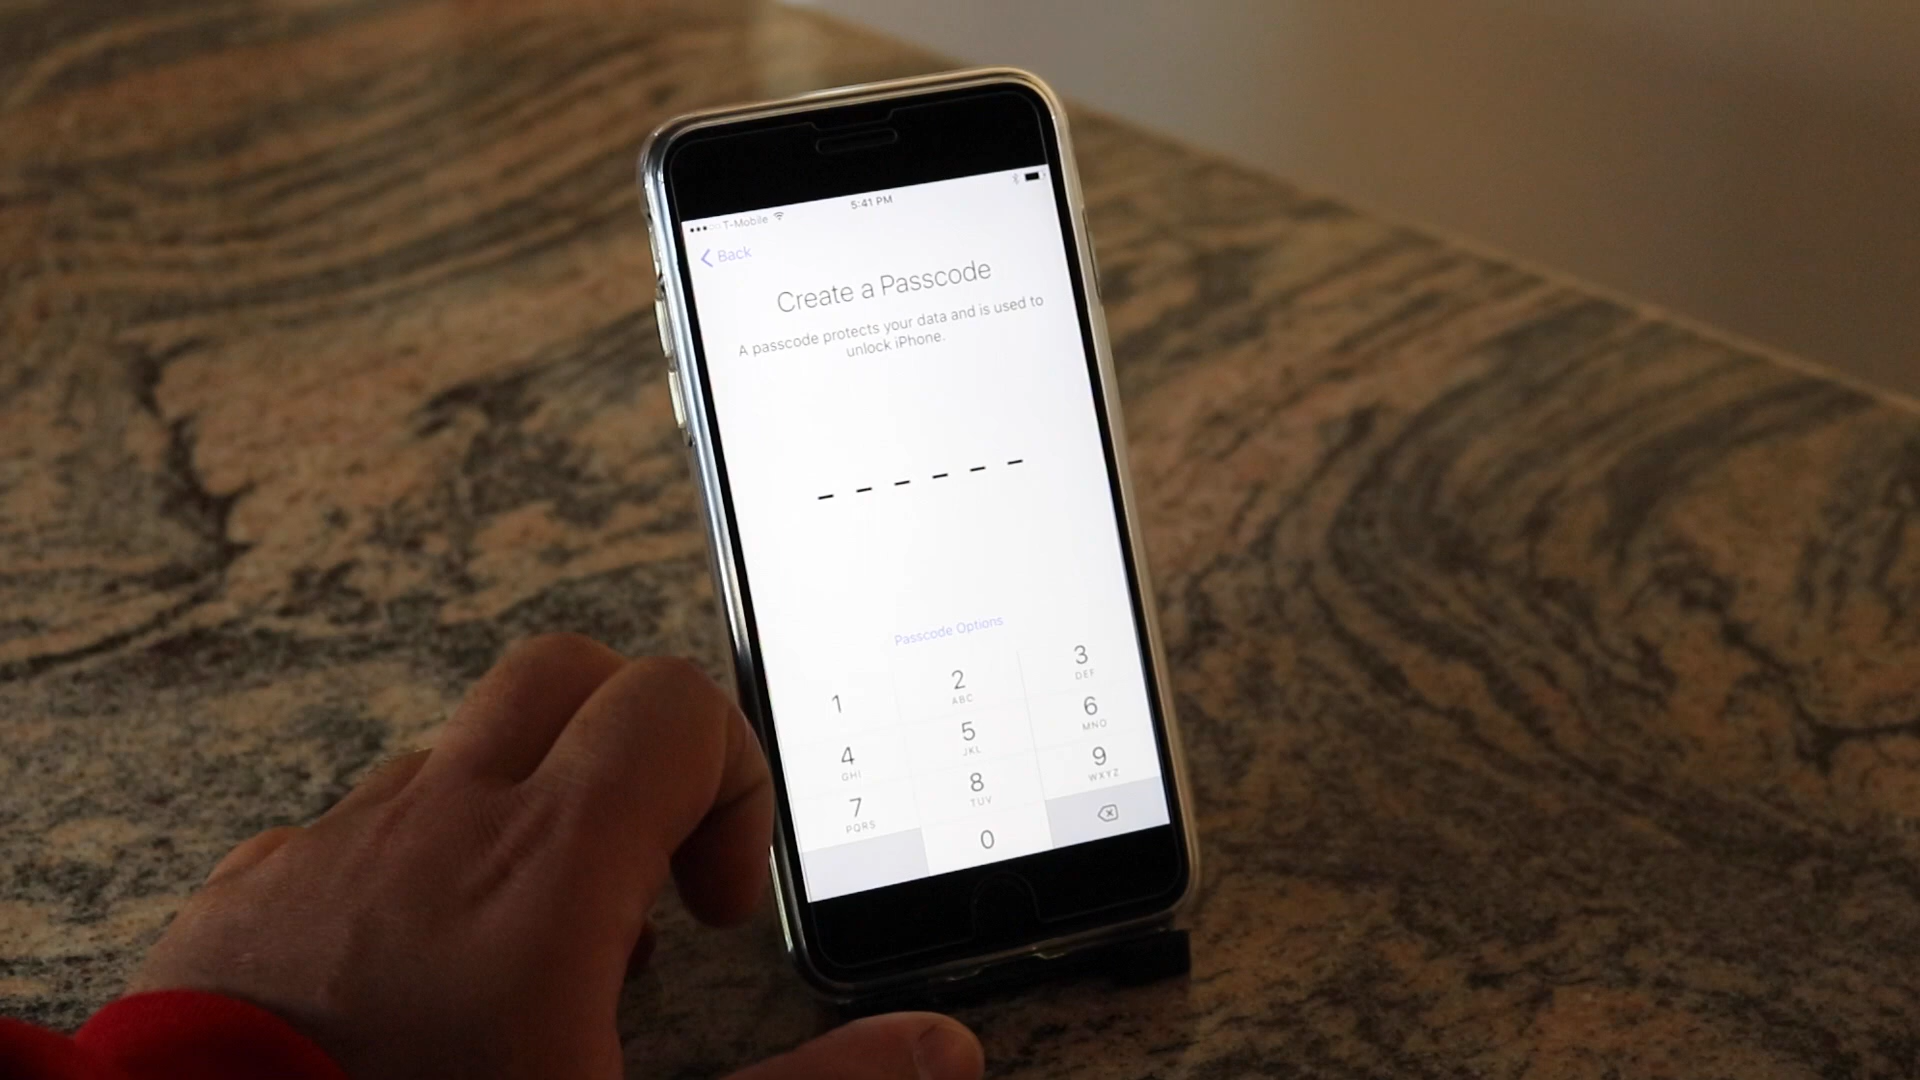 T-Mobile
5:41 PM
Back
Create a Passcode
A passcode protects your data and is used to
unlock iPhone.
Passcode Options
1
2
ABC
3
DEF
4
GHI
5
JKL
6
MNO
7
PQRS
8
TUV
9
WXYZ
0